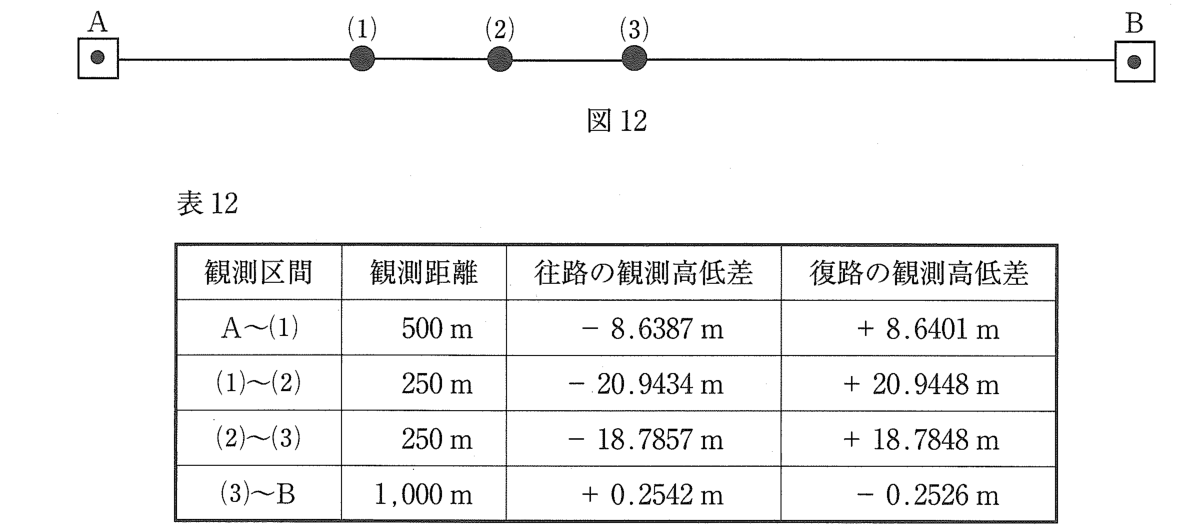 A (1) (2) (3) B
図 12
表 12
観測区間 観測距離 往路の観測高低差 復路の観測高低差
A〜(1) 500 m − 8.6387 m + 8.6401 m
(1)〜(2) 250 m − 20.9434 m + 20.9448 m
(2)〜(3) 250 m − 18.7857 m + 18.7848 m
(3)〜B 1,000 m + 0.2542 m − 0.2526 m